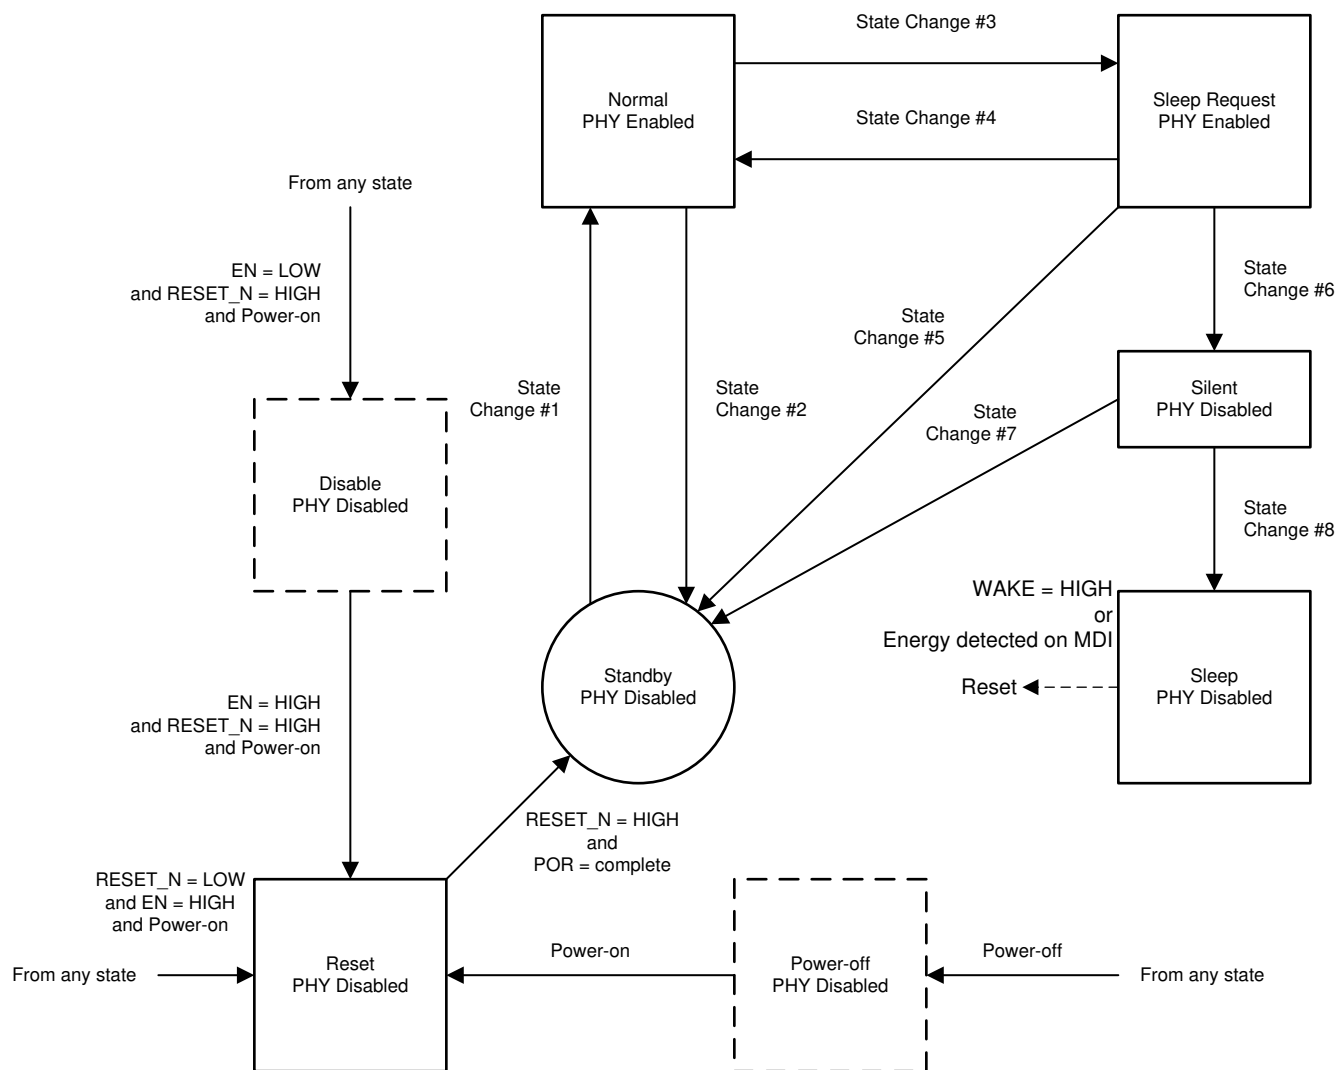 State Change #3
Normal
PHY Enabled
Sleep Request
PHY Enabled
State Change #4
From any state
EN = LOW
and RESET_N = HIGH
and Power-on
State
Change #6
State
Change #5
State
Change #1
State
Change #2
State
Change #7
Silent
PHY Disabled
Disable
PHY Disabled
State
Change #8
WAKE = HIGH
or
Energy detected on MDI
Reset
Sleep
PHY Disabled
Standby
PHY Disabled
EN = HIGH
and RESET_N = HIGH
and Power-on
RESET_N = HIGH
and
POR = complete
RESET_N = LOW
and EN = HIGH
and Power-on
From any state
Reset
PHY Disabled
Power-on
Power-off
PHY Disabled
Power-off
From any state